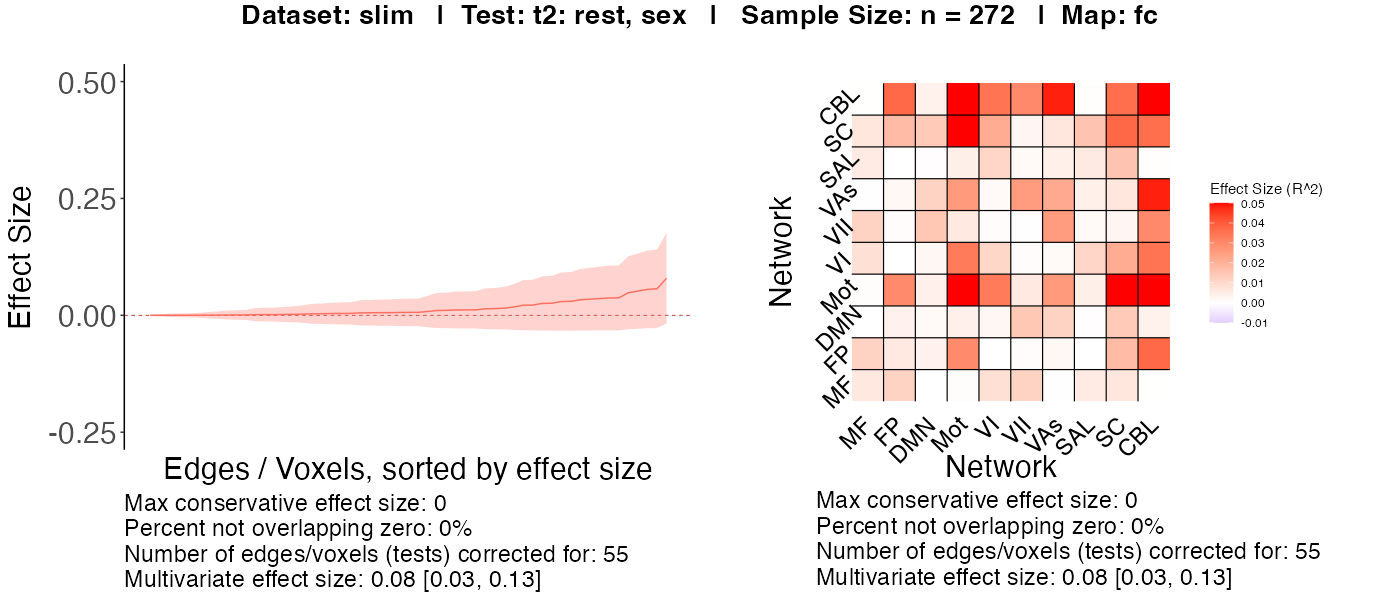 Dataset: slim | Test: t2: rest, sex | Sample Size: n = 272 | Map: fc
Effect Size
0.50
0.25
0.00
-0.25
Edges / Voxels, sorted by effect size
Max conservative effect size: 0
Percent not overlapping zero: 0%
Number of edges/voxels (tests) corrected for: 55
Multivariate effect size: 0.08 [0.03, 0.13]
Network
CBL
SC
SAL
VAs
VII
VI
Mot
DMN
FP
MF
MF FP DMN Mot VI VII VAs SAL SC CBL
Network
Effect Size (R^2)
0.05
0.04
0.03
0.02
0.01
0.00
-0.01
Max conservative effect size: 0
Percent not overlapping zero: 0%
Number of edges/voxels (tests) corrected for: 55
Multivariate effect size: 0.08 [0.03, 0.13]